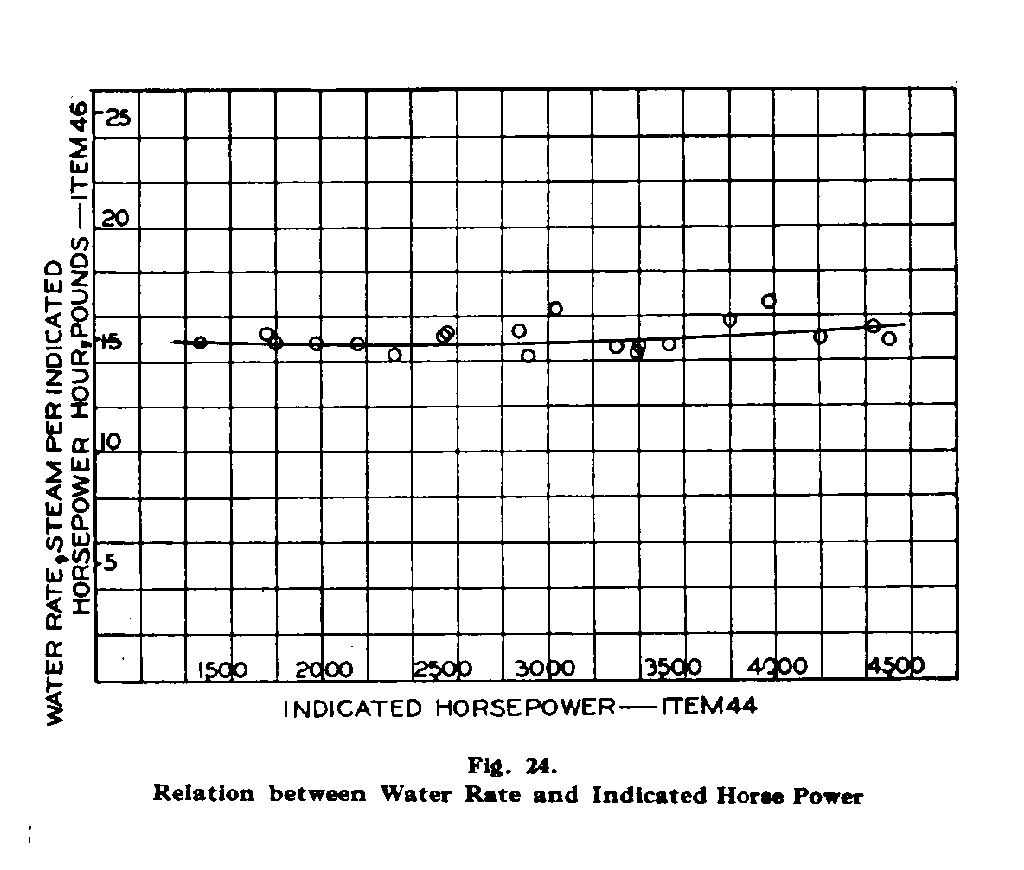 WATER RATE, STEAM PER INDICATED
HORSEPOWER HOUR, POUNDS — ITEM 46
25
20
15
10
5
1500 2000 2500 3000 3500 4000 4500
INDICATED HORSEPOWER — ITEM 44
Fig. 24.
Relation between Water Rate and Indicated Horse Power